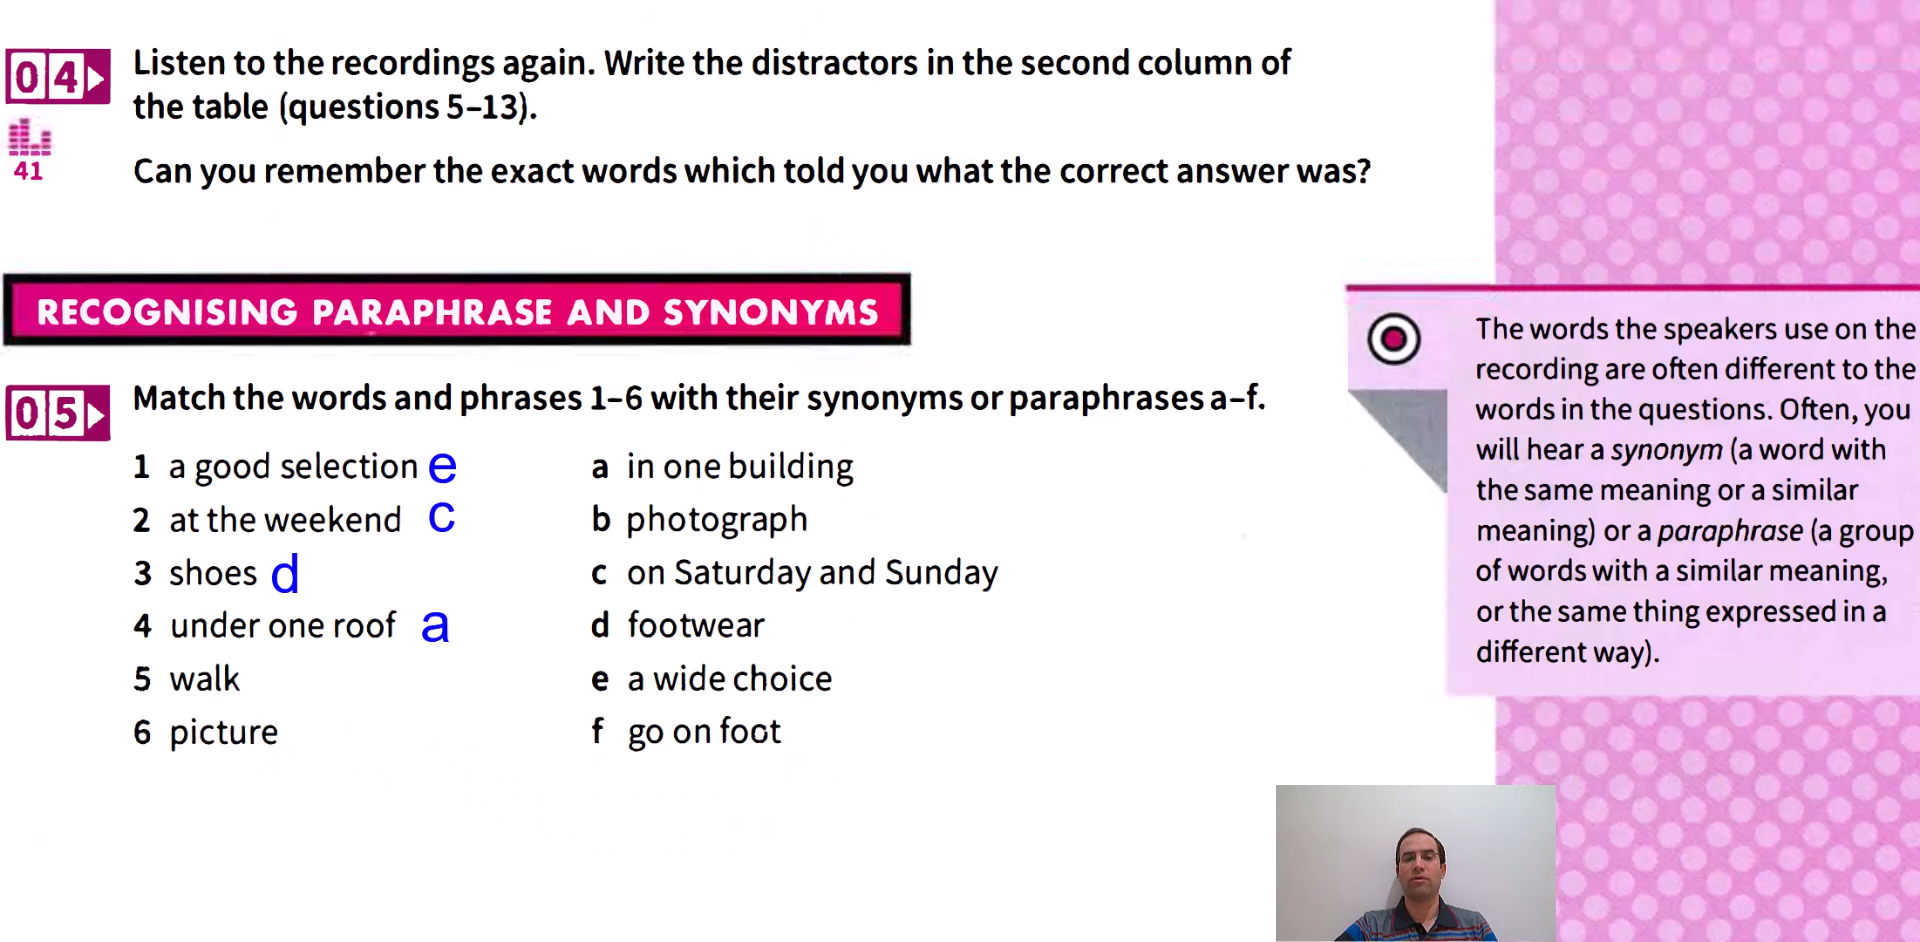 04 Listen to the recordings again. Write the distractors in the second column of
the table (questions 5–13).
41
Can you remember the exact words which told you what the correct answer was?
RECOGNISING PARAPHRASE AND SYNONYMS
05 Match the words and phrases 1–6 with their synonyms or paraphrases a–f.
1 a good selection e
2 at the weekend c
3 shoes d
4 under one roof a
5 walk
6 picture
a in one building
b photograph
c on Saturday and Sunday
d footwear
e a wide choice
f go on foot
The words the speakers use on the
recording are often different to the
words in the questions. Often, you
will hear a synonym (a word with
the same meaning or a similar
meaning) or a paraphrase (a group
of words with a similar meaning,
or the same thing expressed in a
different way).